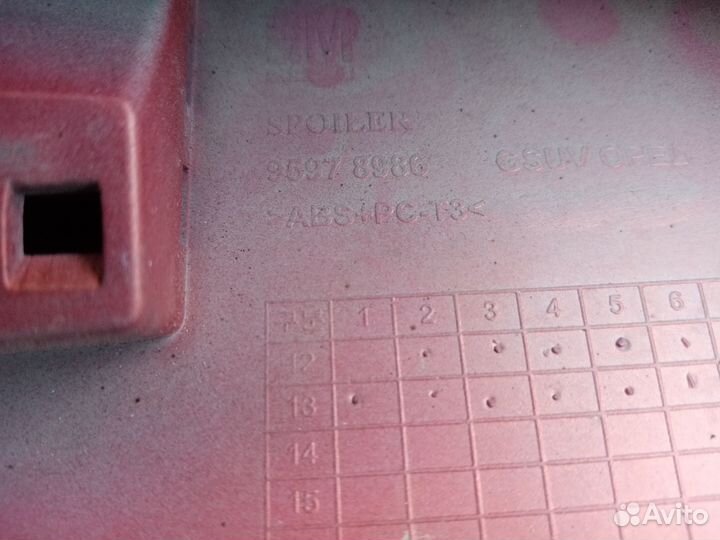 SPOILER
9597 8986
GSUV OPEL
>ABS+PC-T3<
1 2 3 4 5 6
12
13
14
15
Avito